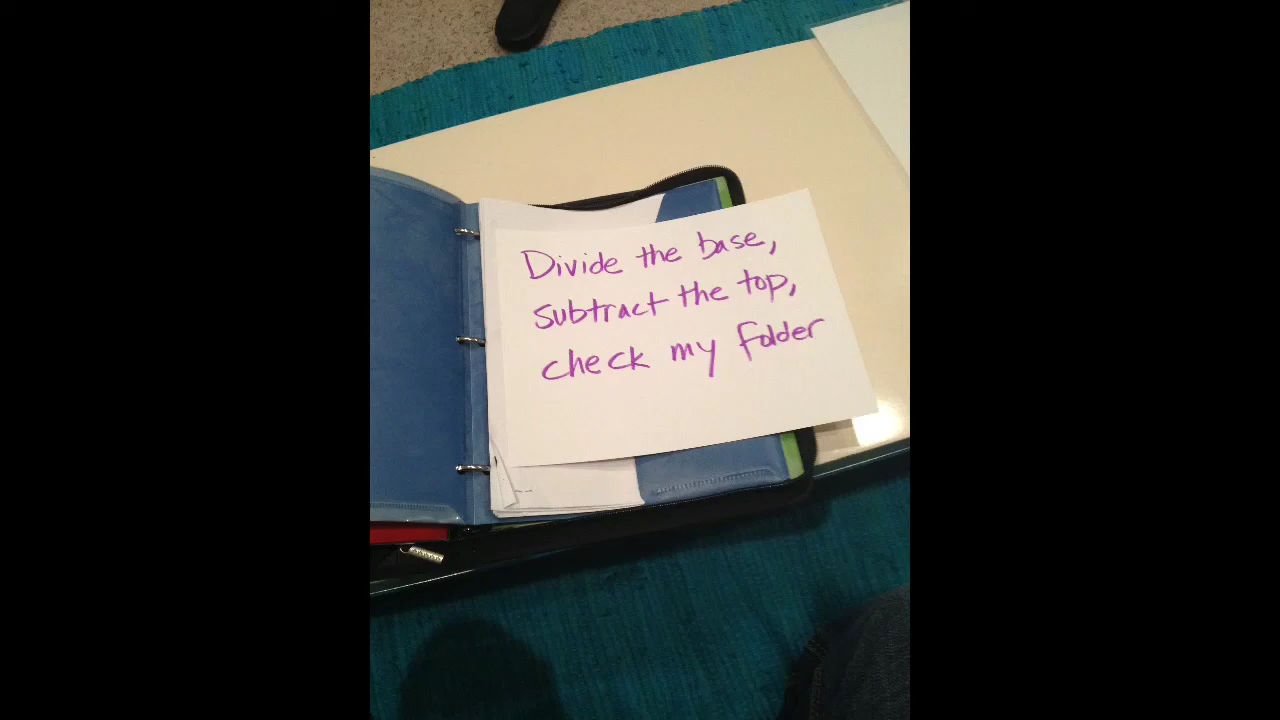 Divide the base,
subtract the top,
check my folder